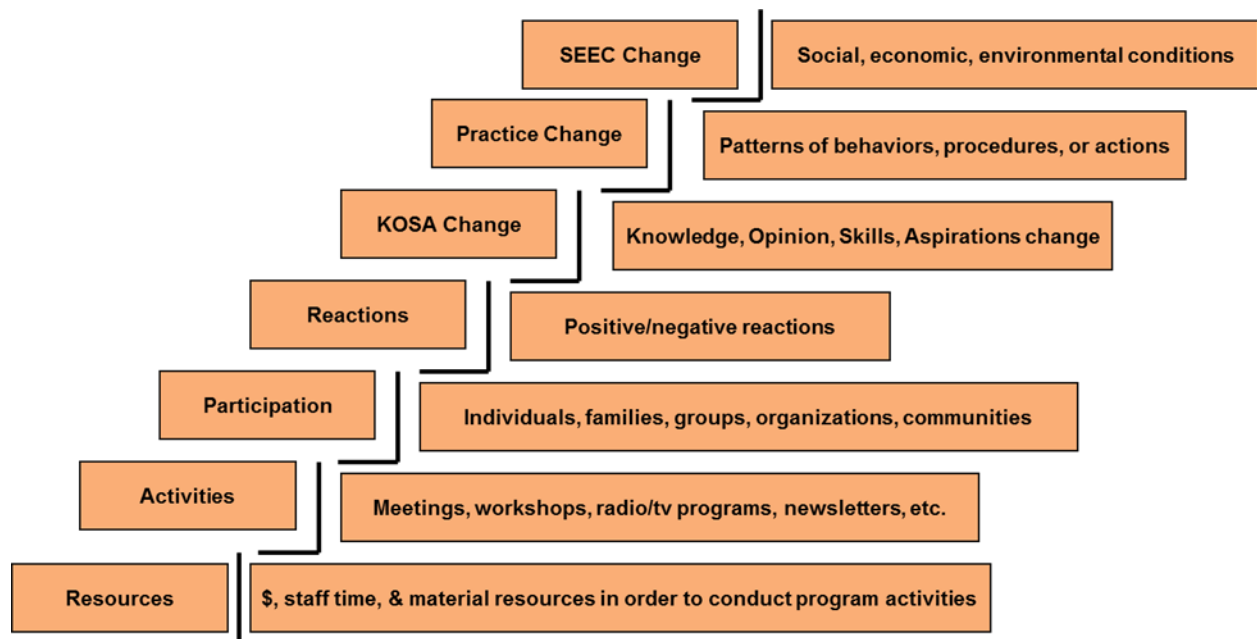 SEEC Change
Social, economic, environmental conditions
Practice Change
Patterns of behaviors, procedures, or actions
KOSA Change
Knowledge, Opinion, Skills, Aspirations change
Reactions
Positive/negative reactions
Participation
Individuals, families, groups, organizations, communities
Activities
Meetings, workshops, radio/tv programs, newsletters, etc.
Resources
$, staff time, & material resources in order to conduct program activities